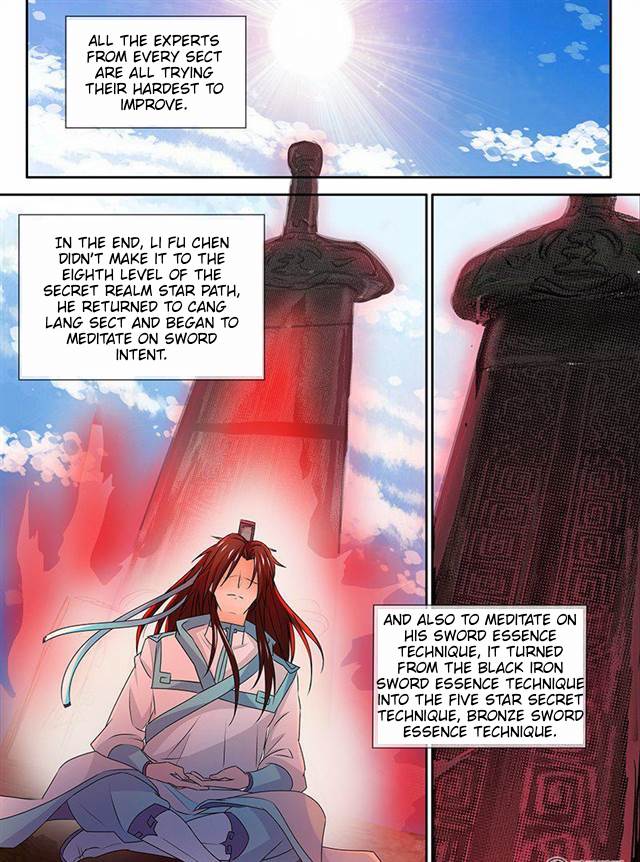 ALL THE EXPERTS
FROM EVERY SECT
ARE ALL TRYING
THEIR HARDEST TO
IMPROVE.
IN THE END, LI FU CHEN
DIDN'T MAKE IT TO THE
EIGHTH LEVEL OF THE
SECRET REALM STAR PATH,
HE RETURNED TO CANG
LANG SECT AND BEGAN TO
MEDITATE ON SWORD
INTENT.
AND ALSO TO MEDITATE ON
HIS SWORD ESSENCE
TECHNIQUE, IT TURNED
FROM THE BLACK IRON
SWORD ESSENCE TECHNIQUE
INTO THE FIVE STAR SECRET
TECHNIQUE, BRONZE SWORD
ESSENCE TECHNIQUE.